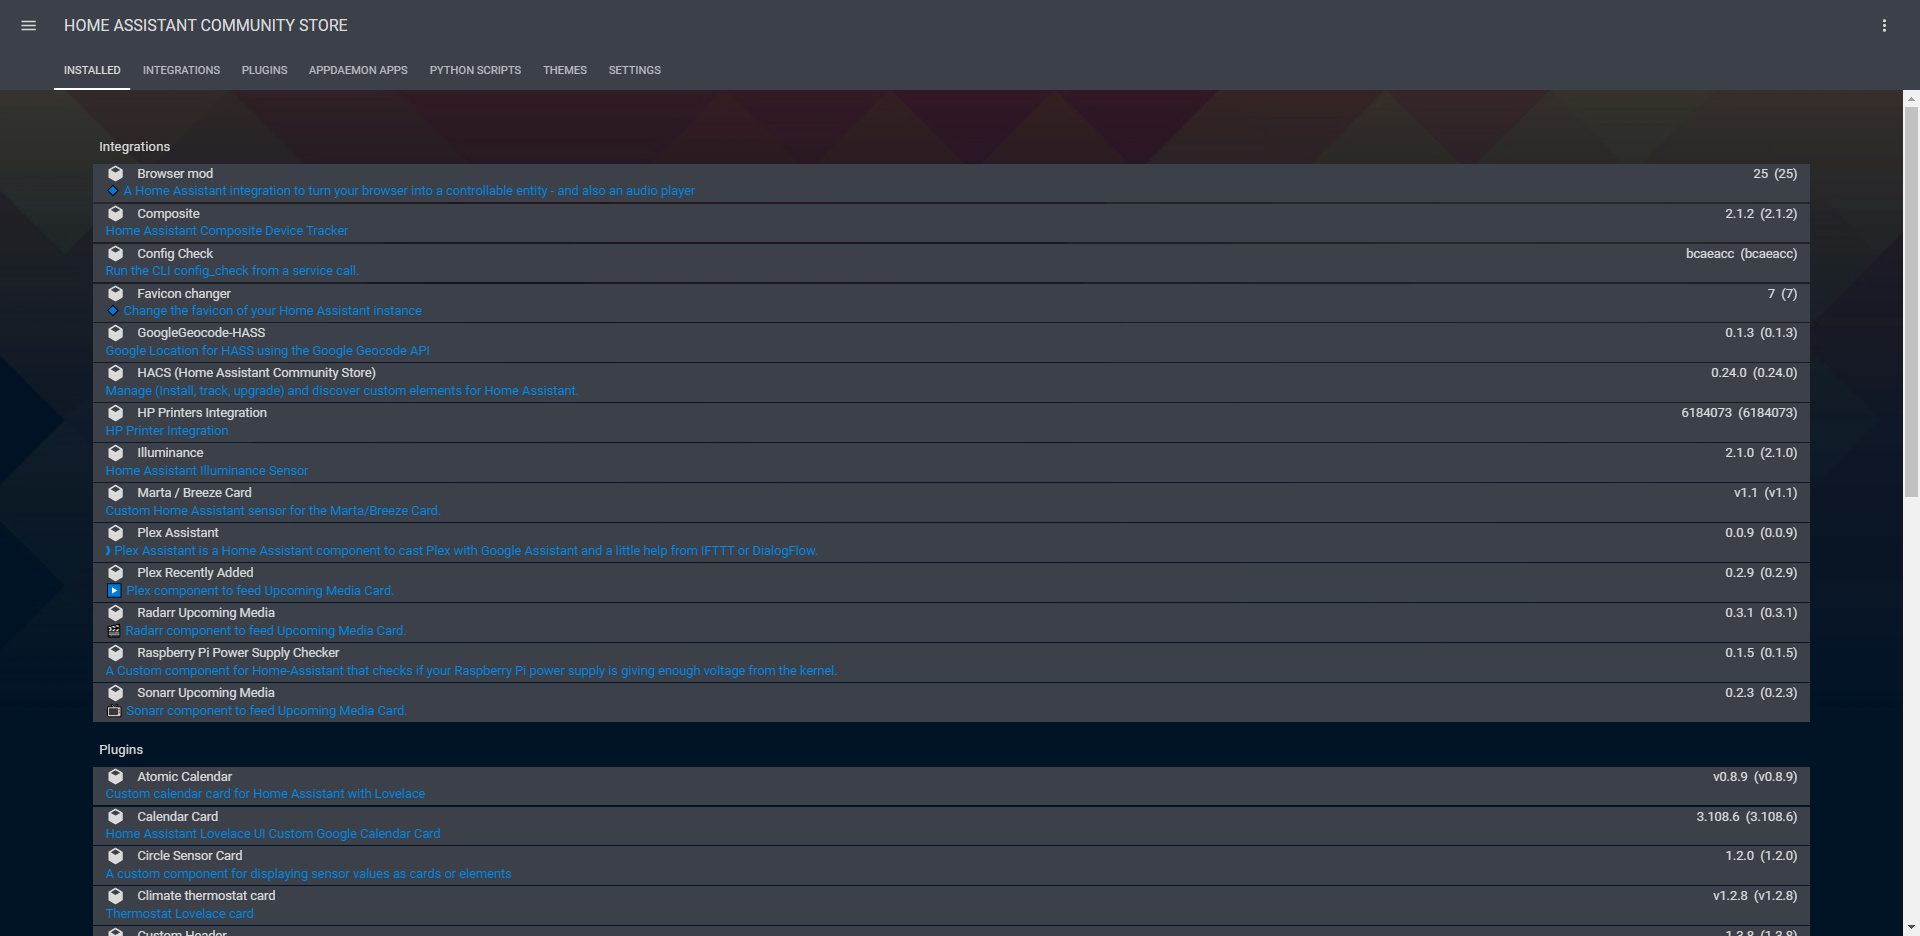 HOME ASSISTANT COMMUNITY STORE
INSTALLED INTEGRATIONS PLUGINS APPDAEMON APPS PYTHON SCRIPTS THEMES SETTINGS
Integrations
Browser mod 25 (25)
🔹 A Home Assistant integration to turn your browser into a controllable entity - and also an audio player
Composite 2.1.2 (2.1.2)
Home Assistant Composite Device Tracker
Config Check bcaeacc (bcaeacc)
Run the CLI config_check from a service call.
Favicon changer 7 (7)
🔹 Change the favicon of your Home Assistant instance
GoogleGeocode-HASS 0.1.3 (0.1.3)
Google Location for HASS using the Google Geocode API
HACS (Home Assistant Community Store) 0.24.0 (0.24.0)
Manage (Install, track, upgrade) and discover custom elements for Home Assistant.
HP Printers Integration 6184073 (6184073)
HP Printer Integration
Illuminance 2.1.0 (2.1.0)
Home Assistant Illuminance Sensor
Marta / Breeze Card v1.1 (v1.1)
Custom Home Assistant sensor for the Marta/Breeze Card.
Plex Assistant 0.0.9 (0.0.9)
❱ Plex Assistant is a Home Assistant component to cast Plex with Google Assistant and a little help from IFTTT or DialogFlow.
Plex Recently Added 0.2.9 (0.2.9)
▶️ Plex component to feed Upcoming Media Card.
Radarr Upcoming Media 0.3.1 (0.3.1)
🎬 Radarr component to feed Upcoming Media Card.
Raspberry Pi Power Supply Checker 0.1.5 (0.1.5)
A Custom component for Home-Assistant that checks if your Raspberry Pi power supply is giving enough voltage from the kernel.
Sonarr Upcoming Media 0.2.3 (0.2.3)
📺 Sonarr component to feed Upcoming Media Card.
Plugins
Atomic Calendar v0.8.9 (v0.8.9)
Custom calendar card for Home Assistant with Lovelace
Calendar Card 3.108.6 (3.108.6)
Home Assistant Lovelace UI Custom Google Calendar Card
Circle Sensor Card 1.2.0 (1.2.0)
A custom component for displaying sensor values as cards or elements
Climate thermostat card v1.2.8 (v1.2.8)
Thermostat Lovelace card
Custom Header 1.3.8 (1.3.8)